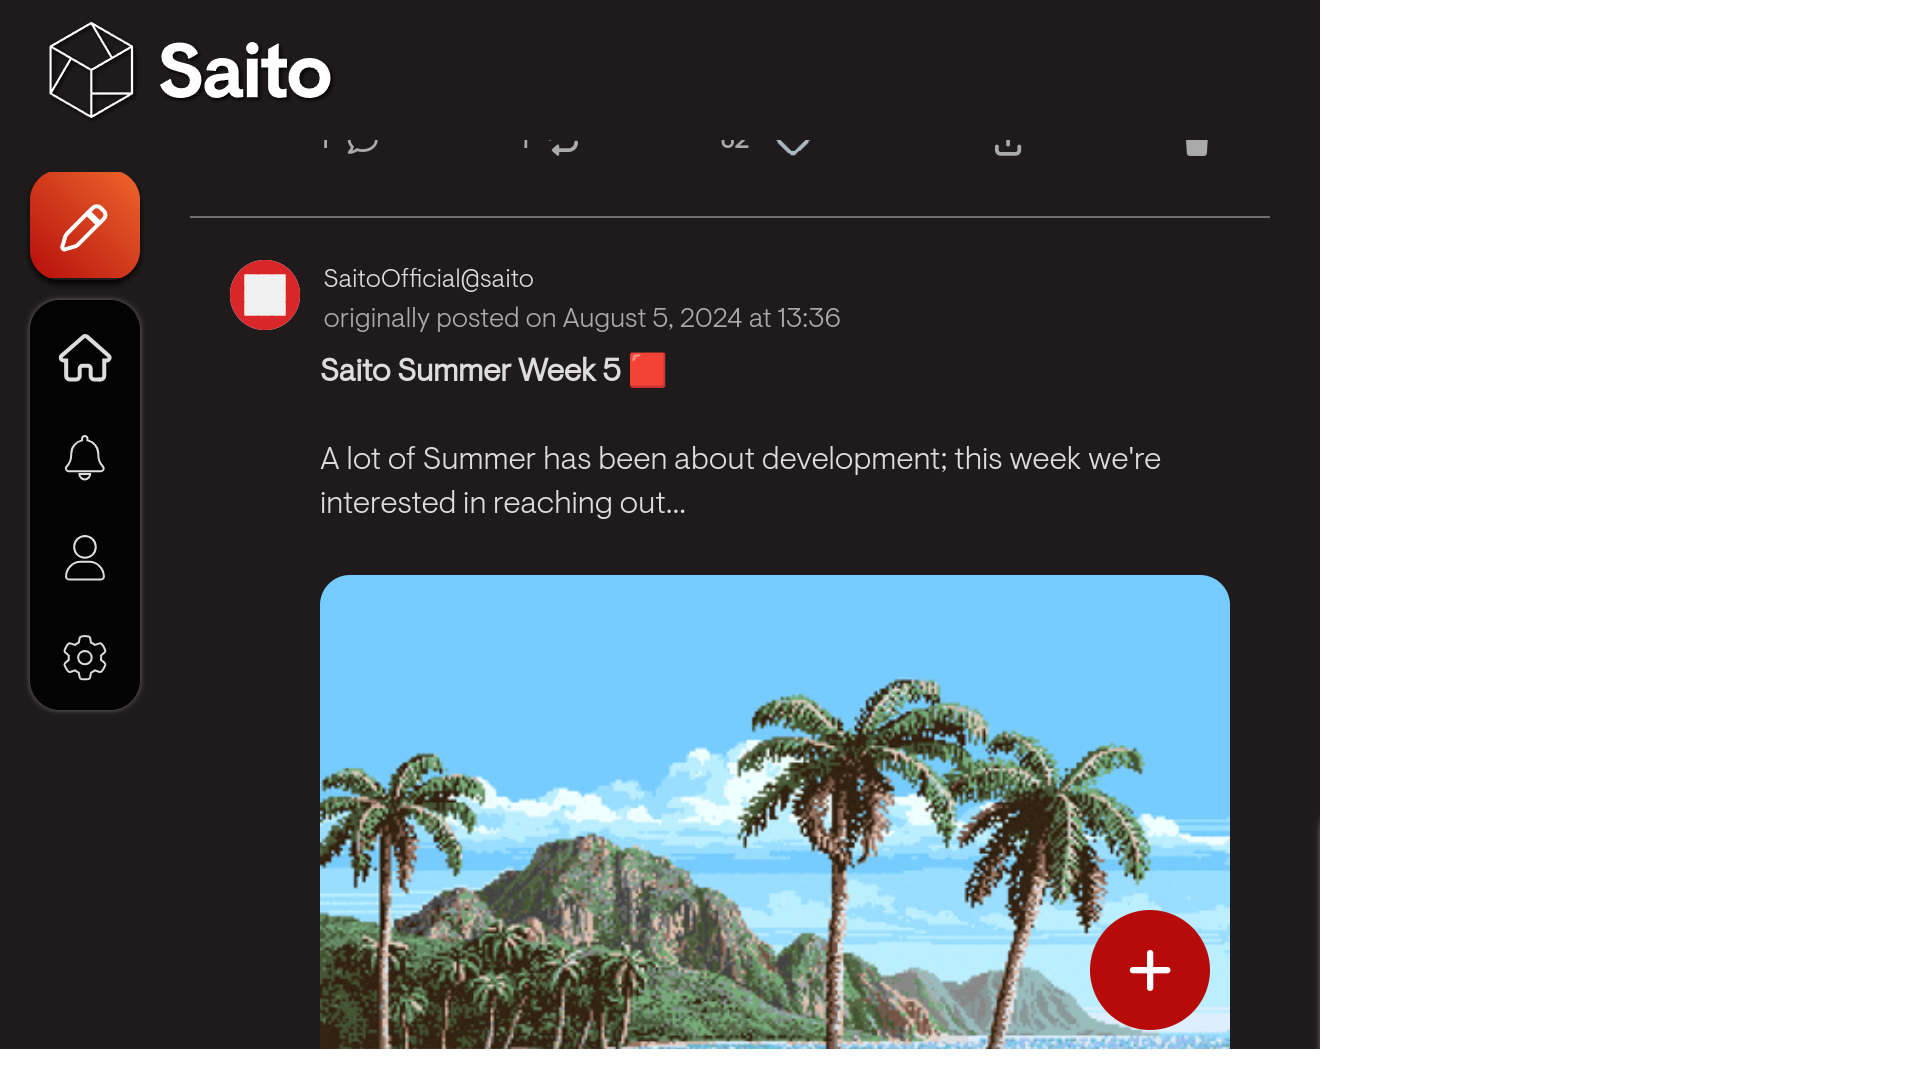 Saito
SaitoOfficial@saito
originally posted on August 5, 2024 at 13:36
Saito Summer Week 5
A lot of Summer has been about development; this week we're
interested in reaching out...